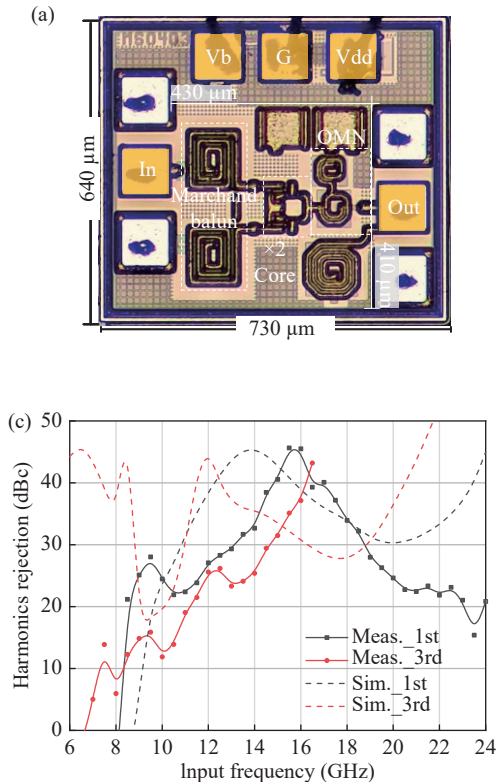 (a)
Vb G Vdd
430 μm
OMN
640 μm
In
Marchand
balun
Out
×2
Core
410 μm
730 μm
(c)
50
40
30
20
10
0
Harmonics rejection (dBc)
Meas._1st
Meas._3rd
Sim._1st
Sim._3rd
6 8 10 12 14 16 18 20 22 24
Input frequency (GHz)